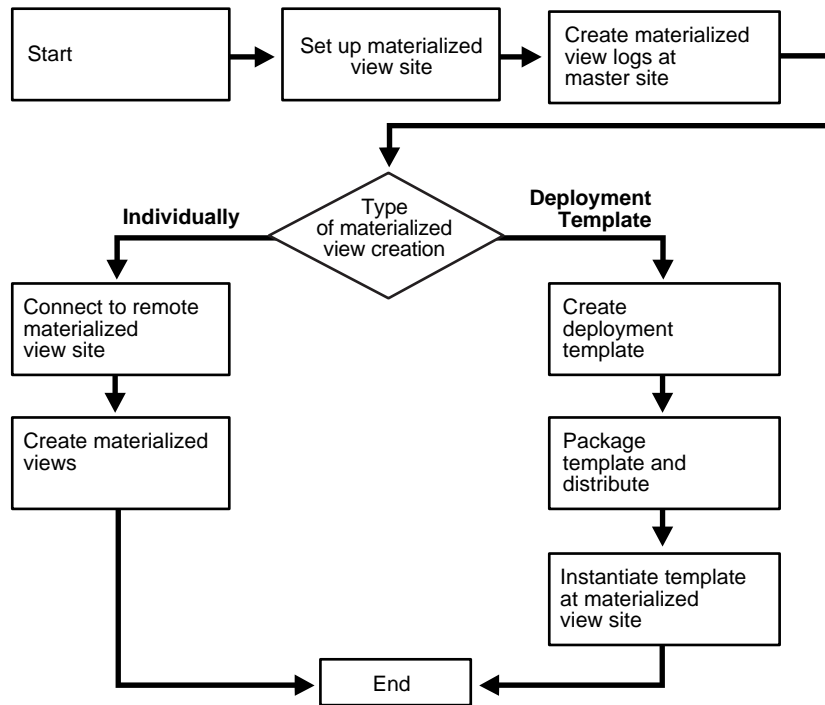 Start
Set up materialized
view site
Create materialized
view logs at
master site
Type
of materialized
view creation
Individually
Deployment
Template
Connect to remote
materialized
view site
Create materialized
views
Create
deployment
template
Package
template and
distribute
Instantiate template
at materialized
view site
End